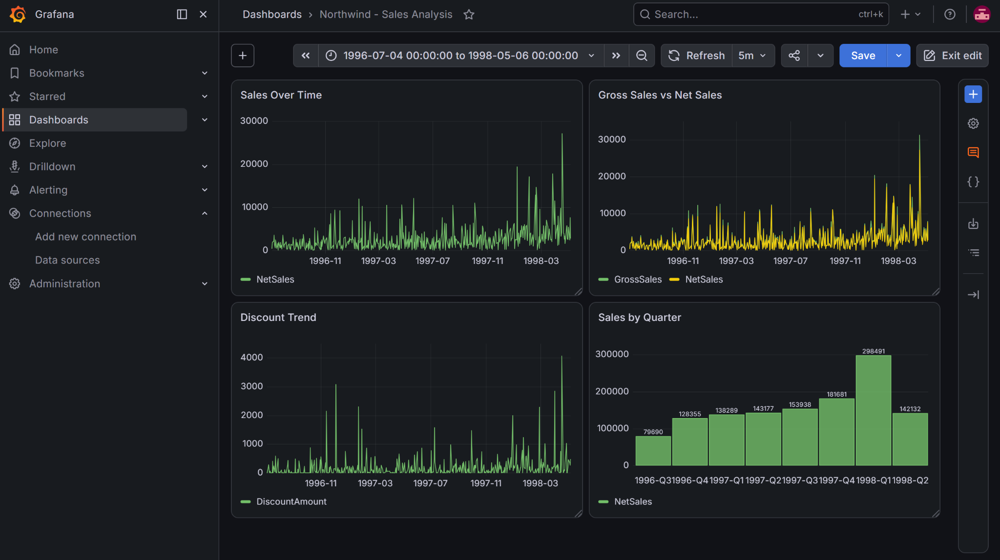 Grafana
Dashboards › Northwind - Sales Analysis
Search... ctrl+k
Home
Bookmarks
Starred
Dashboards
Explore
Drilldown
Alerting
Connections
Add new connection
Data sources
Administration
1996-07-04 00:00:00 to 1998-05-06 00:00:00
Refresh 5m
Save
Exit edit
Sales Over Time
30000
20000
10000
0
1996-11 1997-03 1997-07 1997-11 1998-03
NetSales
Gross Sales vs Net Sales
30000
20000
10000
0
1996-11 1997-03 1997-07 1997-11 1998-03
GrossSales NetSales
Discount Trend
4000
3000
2000
1000
0
1996-11 1997-03 1997-07 1997-11 1998-03
DiscountAmount
Sales by Quarter
300000
200000
100000
0
79690 128355 138289 143177 153938 181681 298491 142132
1996-Q3 1996-Q4 1997-Q1 1997-Q2 1997-Q3 1997-Q4 1998-Q1 1998-Q2
NetSales